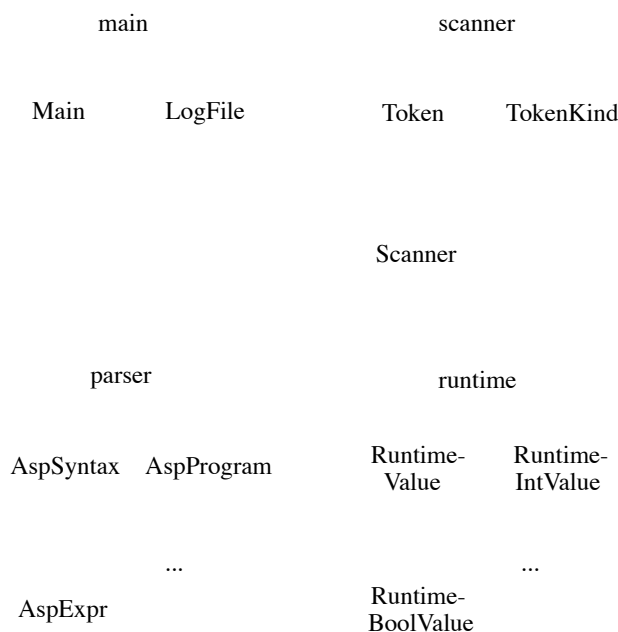 main
scanner
Main LogFile
Token TokenKind
Scanner
parser
runtime
AspSyntax AspProgram
Runtime-
Value
Runtime-
IntValue
...
...
AspExpr
Runtime-
BoolValue